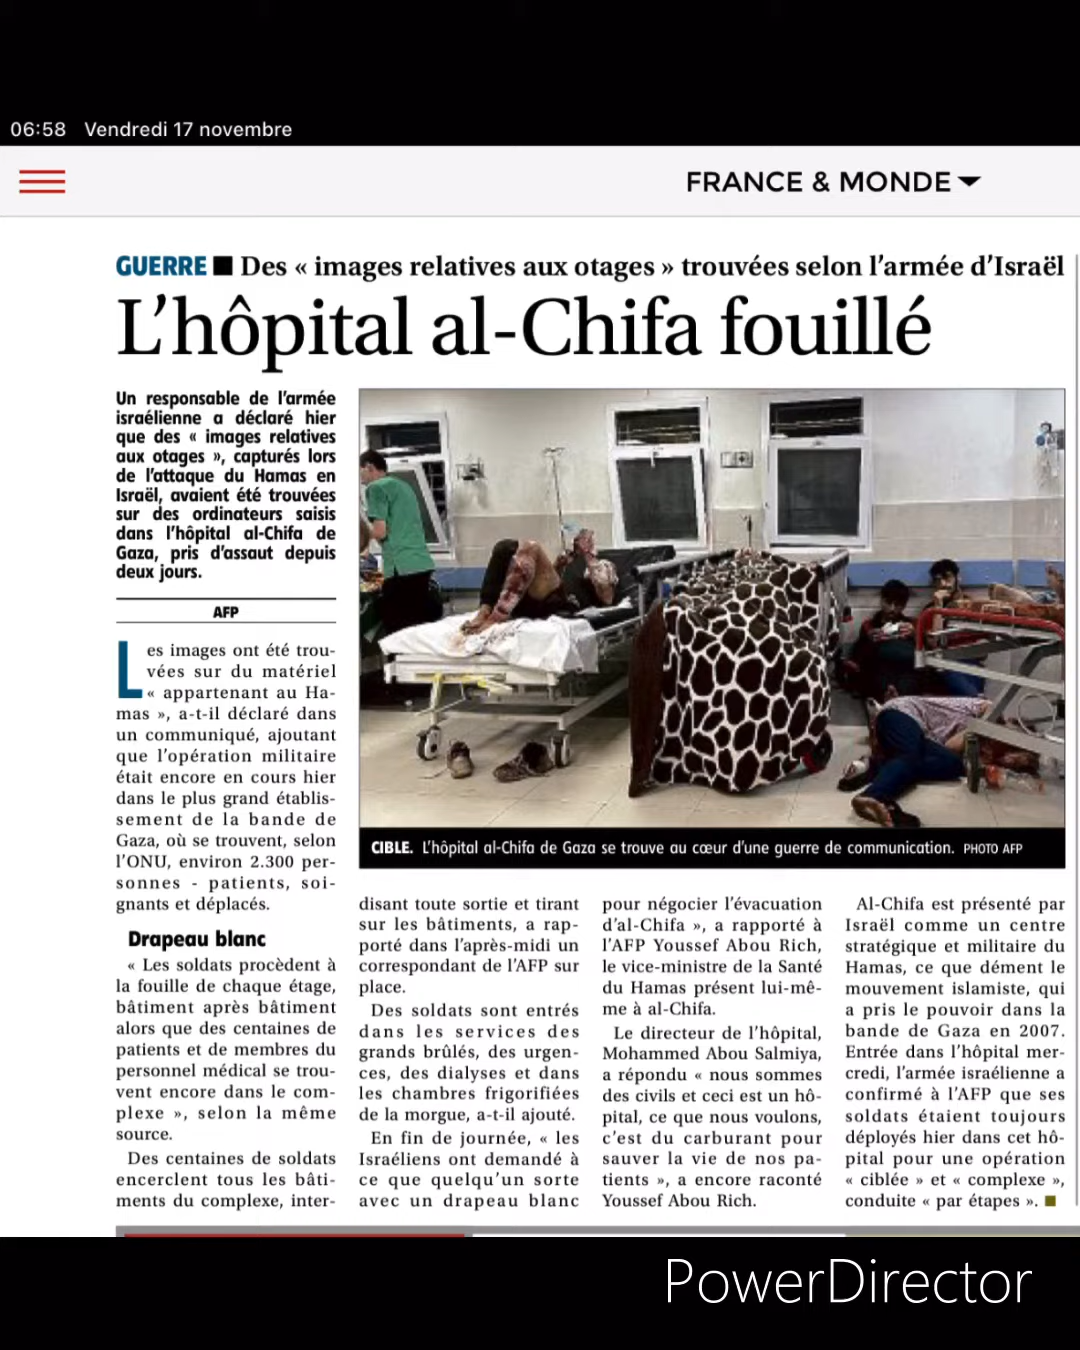 06:58 Vendredi 17 novembre
FRANCE & MONDE
GUERRE ■ Des « images relatives aux otages » trouvées selon l’armée d’Israël
L’hôpital al-Chifa fouillé
Un responsable de l’armée
israélienne a déclaré hier
que des « images relatives
aux otages », capturés lors
de l’attaque du Hamas en
Israël, avaient été trouvées
sur des ordinateurs saisis
dans l’hôpital al-Chifa de
Gaza, pris d’assaut depuis
deux jours.
AFP
Les images ont été trou-
vées sur du matériel
« appartenant au Ha-
mas », a-t-il déclaré dans
un communiqué, ajoutant
que l’opération militaire
était encore en cours hier
dans le plus grand établis-
sement de la bande de
Gaza, où se trouvent, selon
l’ONU, environ 2.300 per-
sonnes - patients, soi-
gnants et déplacés.
Drapeau blanc
« Les soldats procèdent à
la fouille de chaque étage,
bâtiment après bâtiment
alors que des centaines de
patients et de membres du
personnel médical se trou-
vent encore dans le com-
plexe », selon la même
source.
Des centaines de soldats
encerclent tous les bâti-
ments du complexe, inter-
CIBLE. L’hôpital al-Chifa de Gaza se trouve au cœur d’une guerre de communication. PHOTO AFP
disant toute sortie et tirant
sur les bâtiments, a rap-
porté dans l’après-midi un
correspondant de l’AFP sur
place.
Des soldats sont entrés
dans les services des
grands brûlés, des urgen-
ces, des dialyses et dans
les chambres frigorifiées
de la morgue, a-t-il ajouté.
En fin de journée, « les
Israéliens ont demandé à
ce que quelqu’un sorte
avec un drapeau blanc
pour négocier l’évacuation
d’al-Chifa », a rapporté à
l’AFP Youssef Abou Rich,
le vice-ministre de la Santé
du Hamas présent lui-mê-
me à al-Chifa.
Le directeur de l’hôpital,
Mohammed Abou Salmiya,
a répondu « nous sommes
des civils et ceci est un hô-
pital, ce que nous voulons,
c’est du carburant pour
sauver la vie de nos pa-
tients », a encore raconté
Youssef Abou Rich.
Al-Chifa est présenté par
Israël comme un centre
stratégique et militaire du
Hamas, ce que dément le
mouvement islamiste, qui
a pris le pouvoir dans la
bande de Gaza en 2007.
Entrée dans l’hôpital mer-
credi, l’armée israélienne a
confirmé à l’AFP que ses
soldats étaient toujours
déployés hier dans cet hô-
pital pour une opération
« ciblée » et « complexe »,
conduite « par étapes ». ■
PowerDirector